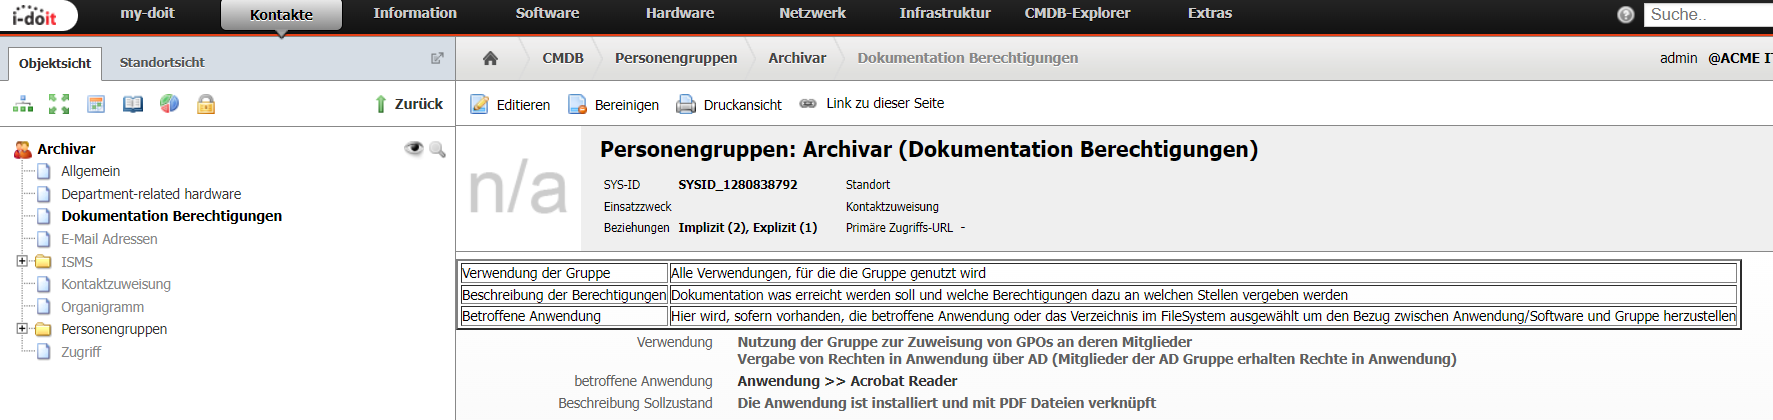 i-doit
my-doit
Kontakte
Information
Software
Hardware
Netzwerk
Infrastruktur
CMDB-Explorer
Extras
Suche..
Objektsicht
Standortsicht
CMDB
Personengruppen
Archivar
Dokumentation Berechtigungen
admin @ACME IT
Zurück
Editieren
Bereinigen
Druckansicht
Link zu dieser Seite
Archivar
Allgemein
Department-related hardware
Dokumentation Berechtigungen
E-Mail Adressen
ISMS
Kontaktzuweisung
Organigramm
Personengruppen
Zugriff
n/a
Personengruppen: Archivar (Dokumentation Berechtigungen)
SYS-ID SYSID_1280838792 Standort
Einsatzzweck Kontaktzuweisung
Beziehungen Implizit (2), Explizit (1) Primäre Zugriffs-URL -
Verwendung der Gruppe Alle Verwendungen, für die die Gruppe genutzt wird
Beschreibung der Berechtigungen Dokumentation was erreicht werden soll und welche Berechtigungen dazu an welchen Stellen vergeben werden
Betroffene Anwendung Hier wird, sofern vorhanden, die betroffene Anwendung oder das Verzeichnis im FileSystem ausgewählt um den Bezug zwischen Anwendung/Software und Gruppe herzustellen
Verwendung Nutzung der Gruppe zur Zuweisung von GPOs an deren Mitglieder
Vergabe von Rechten in Anwendung über AD (Mitglieder der AD Gruppe erhalten Rechte in Anwendung)
betroffene Anwendung Anwendung >> Acrobat Reader
Beschreibung Sollzustand Die Anwendung ist installiert und mit PDF Dateien verknüpft